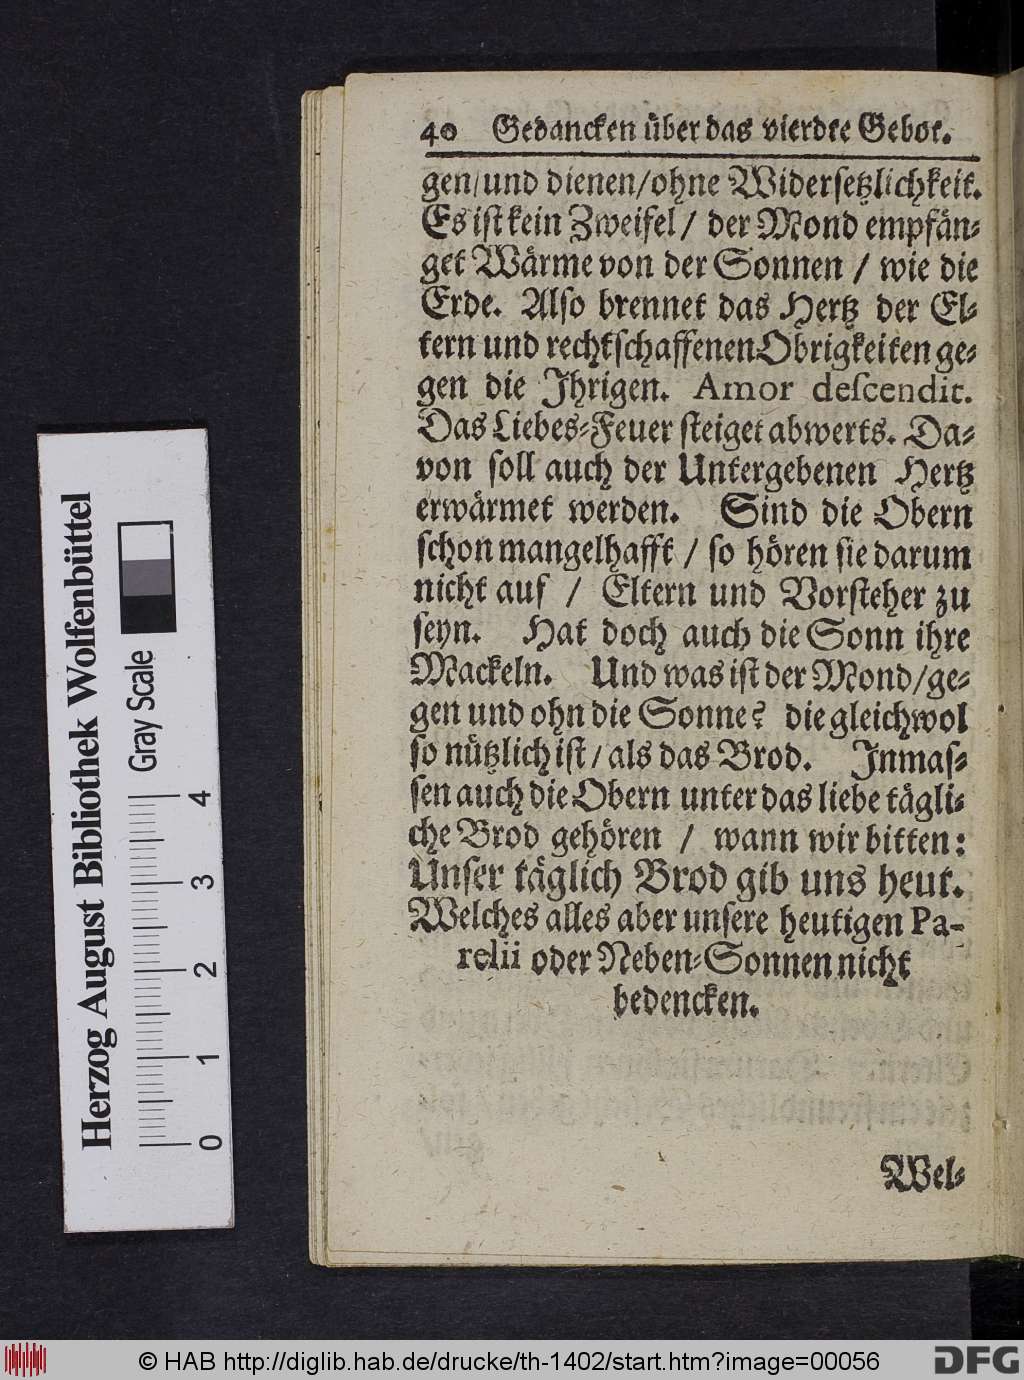 40 Gedancken über das vierdte Gebot.
gen/und dienen/ohne Widersetzlichkeit.
Es ist kein Zweifel / der Mond empfän-
get Wärme von der Sonnen / wie die
Erde. Also brennet das Hertz der El-
tern und rechtschaffenen Obrigkeiten ge-
gen die Ihrigen. Amor descendit.
Das Liebes-Feuer steiget abwerts. Da-
von soll auch der Untergebenen Hertz
erwärmet werden. Sind die Obern
schon mangelhafft / so hören sie darum
nicht auf / Eltern und Vorsteher zu
seyn. Hat doch auch die Sonn ihre
Mackeln. Und was ist der Mond/ge-
gen und ohn die Sonne? die gleichwol
so nützlich ist/als das Brod. Inmas-
sen auch die Obern unter das liebe tägli-
che Brod gehören / wann wir bitten:
Unser täglich Brod gib uns heut.
Welches alles aber unsere heutigen Pa-
relii oder Neben-Sonnen nicht
bedencken.
Wel-
Herzog August Bibliothek Wolfenbüttel
Gray Scale
0 1 2 3 4
© HAB http://diglib.hab.de/drucke/th-1402/start.htm?image=00056
DFG